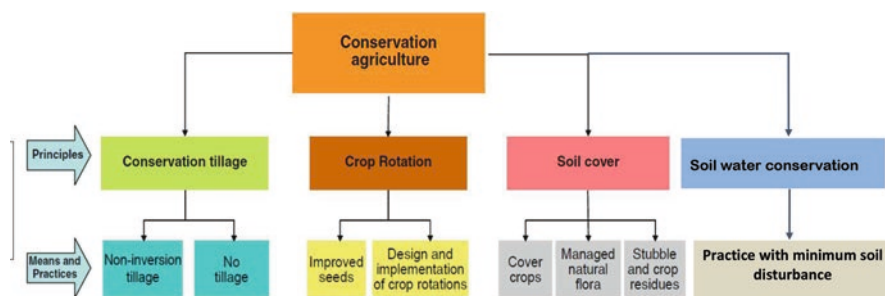 Conservation
agriculture
Principles
Conservation tillage
Crop Rotation
Soil cover
Soil water conservation
Means and
Practices
Non-inversion
tillage
No
tillage
Improved
seeds
Design and
implementation
of crop rotations
Cover
crops
Managed
natural
flora
Stubble
and crop
residues
Practice with minimum soil
disturbance